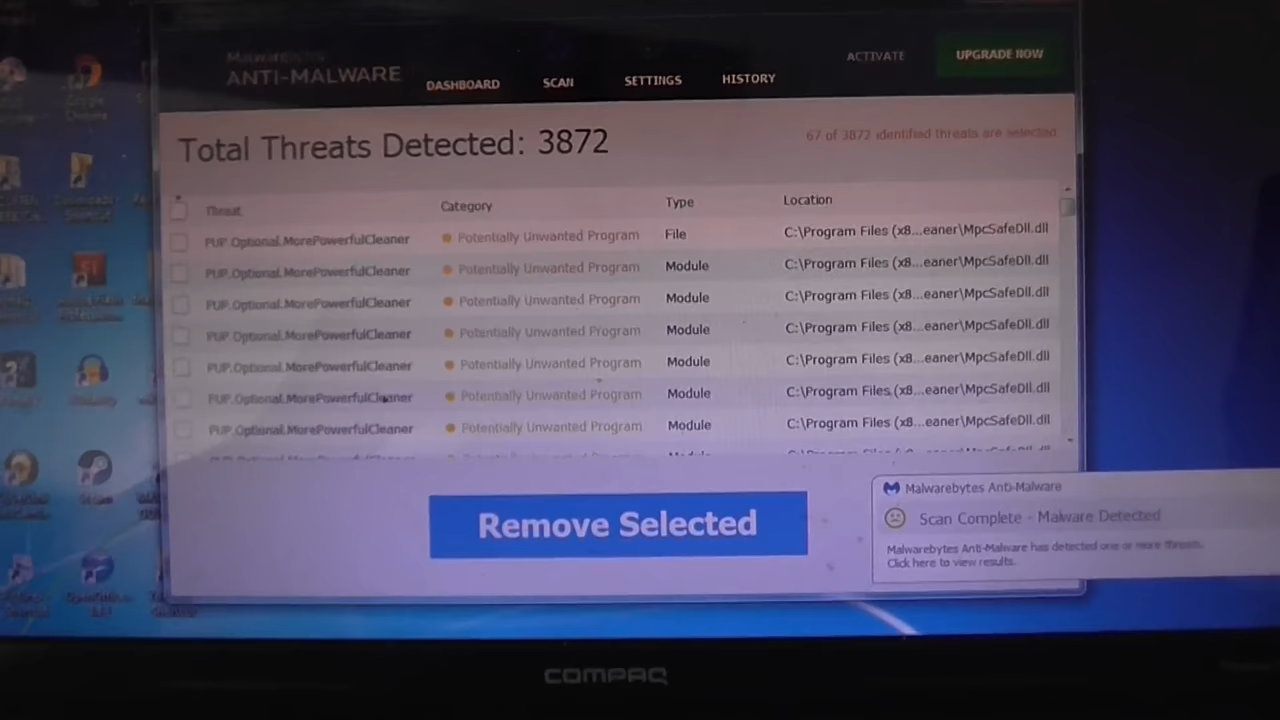 Malwarebytes
ANTI-MALWARE
DASHBOARD
SCAN
SETTINGS
HISTORY
ACTIVATE
UPGRADE NOW
Total Threats Detected: 3872
67 of 3872 identified threats are selected
Threat Category Type Location
PUP.Optional.MorePowerfulCleaner Potentially Unwanted Program File C:\Program Files (x8...eaner\MpcSafeDll.dll
PUP.Optional.MorePowerfulCleaner Potentially Unwanted Program Module C:\Program Files (x8...eaner\MpcSafeDll.dll
PUP.Optional.MorePowerfulCleaner Potentially Unwanted Program Module C:\Program Files (x8...eaner\MpcSafeDll.dll
PUP.Optional.MorePowerfulCleaner Potentially Unwanted Program Module C:\Program Files (x8...eaner\MpcSafeDll.dll
PUP.Optional.MorePowerfulCleaner Potentially Unwanted Program Module C:\Program Files (x8...eaner\MpcSafeDll.dll
PUP.Optional.MorePowerfulCleaner Potentially Unwanted Program Module C:\Program Files (x8...eaner\MpcSafeDll.dll
PUP.Optional.MorePowerfulCleaner Potentially Unwanted Program Module C:\Program Files (x8...eaner\MpcSafeDll.dll
Remove Selected
Malwarebytes Anti-Malware
Scan Complete - Malware Detected
Malwarebytes Anti-Malware has detected one or more threats.
Click here to view results.
Google
Chrome
Steam
COMPAQ